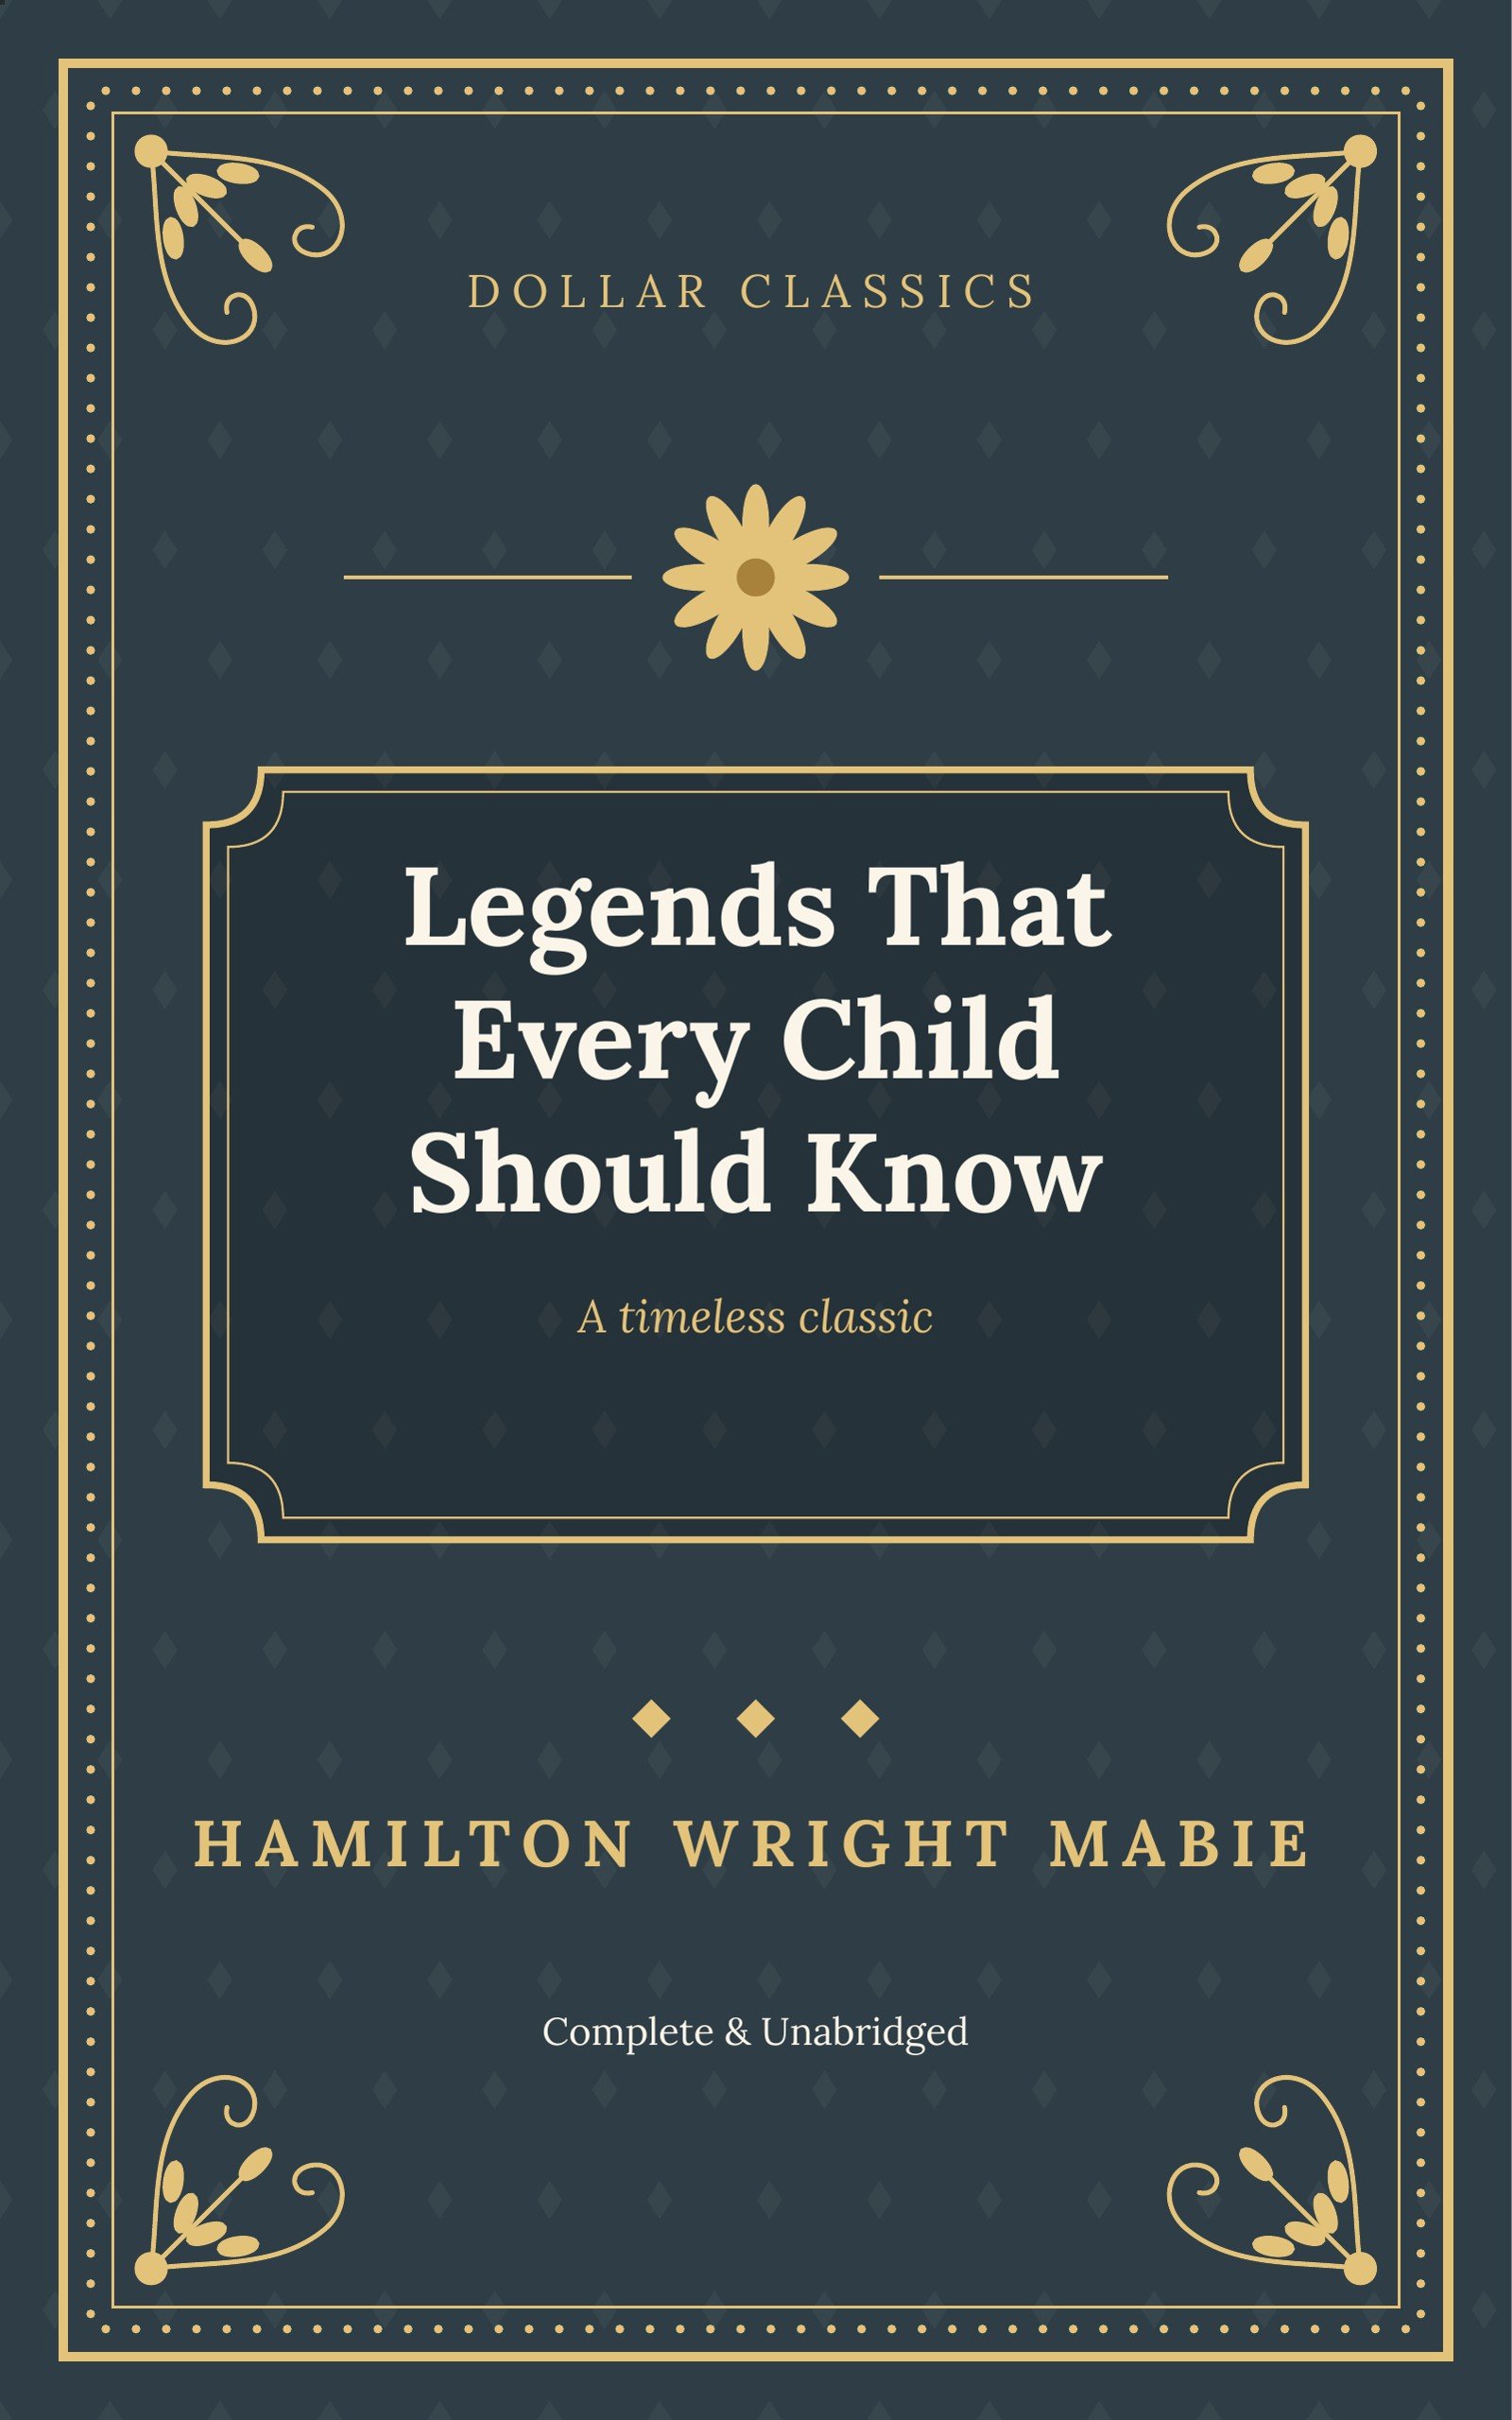 DOLLAR CLASSICS
Legends That
Every Child
Should Know
A timeless classic
HAMILTON WRIGHT MABIE
Complete & Unabridged